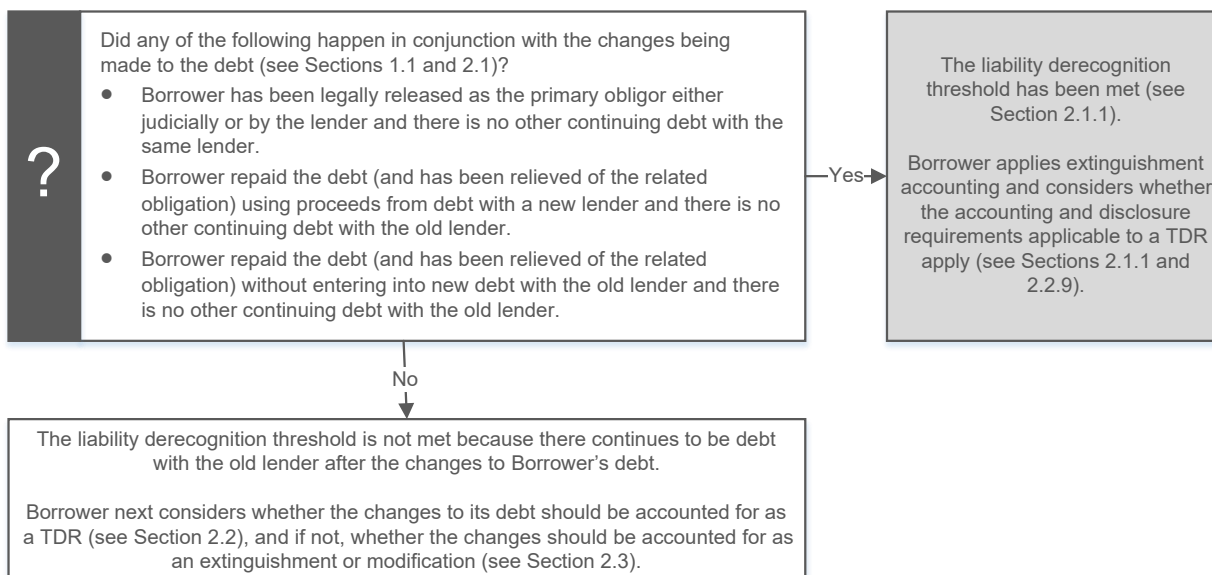 ?
Did any of the following happen in conjunction with the changes being
made to the debt (see Sections 1.1 and 2.1)?
● Borrower has been legally released as the primary obligor either
judicially or by the lender and there is no other continuing debt with the
same lender.
● Borrower repaid the debt (and has been relieved of the related
obligation) using proceeds from debt with a new lender and there is no
other continuing debt with the old lender.
● Borrower repaid the debt (and has been relieved of the related
obligation) without entering into new debt with the old lender and there
is no other continuing debt with the old lender.
Yes
The liability derecognition
threshold has been met (see
Section 2.1.1).
Borrower applies extinguishment
accounting and considers whether
the accounting and disclosure
requirements applicable to a TDR
apply (see Sections 2.1.1 and
2.2.9).
No
The liability derecognition threshold is not met because there continues to be debt
with the old lender after the changes to Borrower’s debt.
Borrower next considers whether the changes to its debt should be accounted for as
a TDR (see Section 2.2), and if not, whether the changes should be accounted for as
an extinguishment or modification (see Section 2.3).